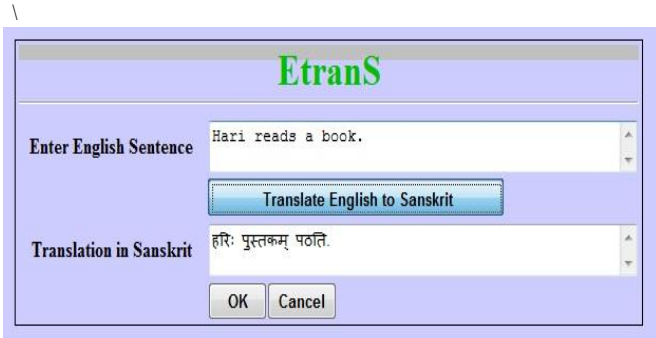 \
EtranS
Enter English Sentence
Hari reads a book.
Translate English to Sanskrit
Translation in Sanskrit
हरिः पुस्तकम् पठति.
OK Cancel